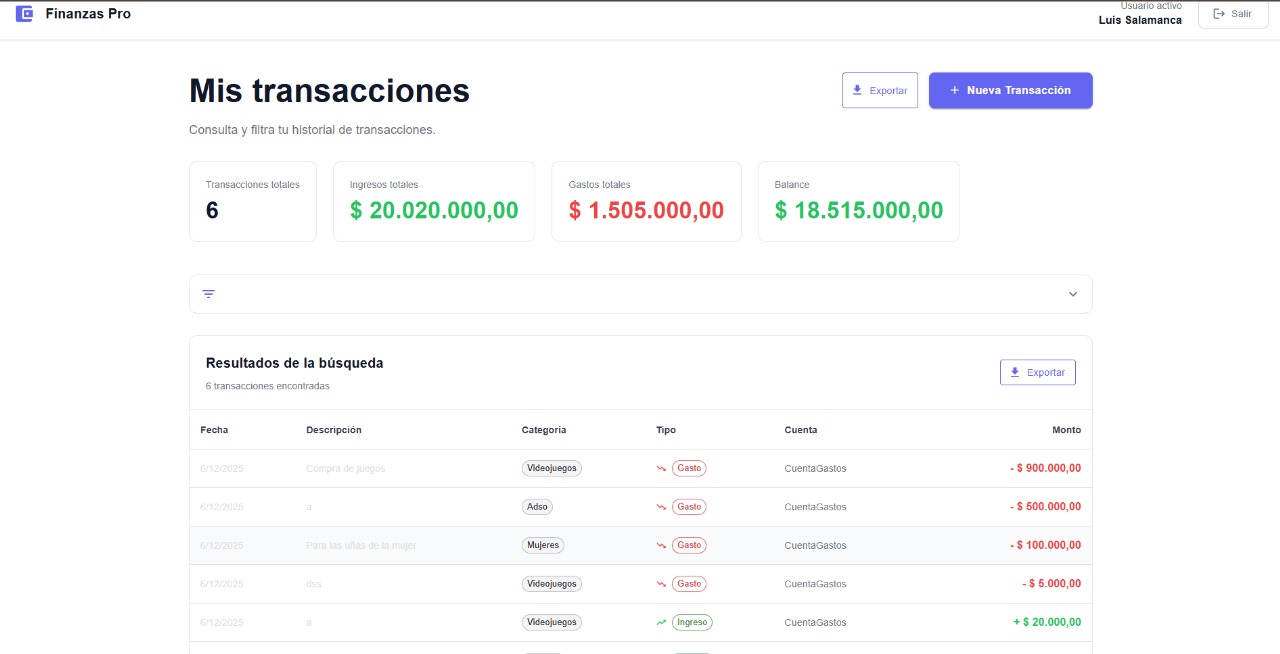 Finanzas Pro
Usuario activo
Luis Salamanca
Salir
Mis transacciones
Exportar
+ Nueva Transacción
Consulta y filtra tu historial de transacciones.
Transacciones totales
6
Ingresos totales
$ 20.020.000,00
Gastos totales
$ 1.505.000,00
Balance
$ 18.515.000,00
Resultados de la búsqueda
6 transacciones encontradas
Exportar
Fecha Descripción Categoría Tipo Cuenta Monto
6/12/2025 Compra de juegos Videojuegos Gasto CuentaGastos - $ 900.000,00
6/12/2025 a Adso Gasto CuentaGastos - $ 500.000,00
6/12/2025 Para las uñas de la mujer Mujeres Gasto CuentaGastos - $ 100.000,00
6/12/2025 dss Videojuegos Gasto CuentaGastos - $ 5.000,00
6/12/2025 a Videojuegos Ingreso CuentaGastos + $ 20.000,00